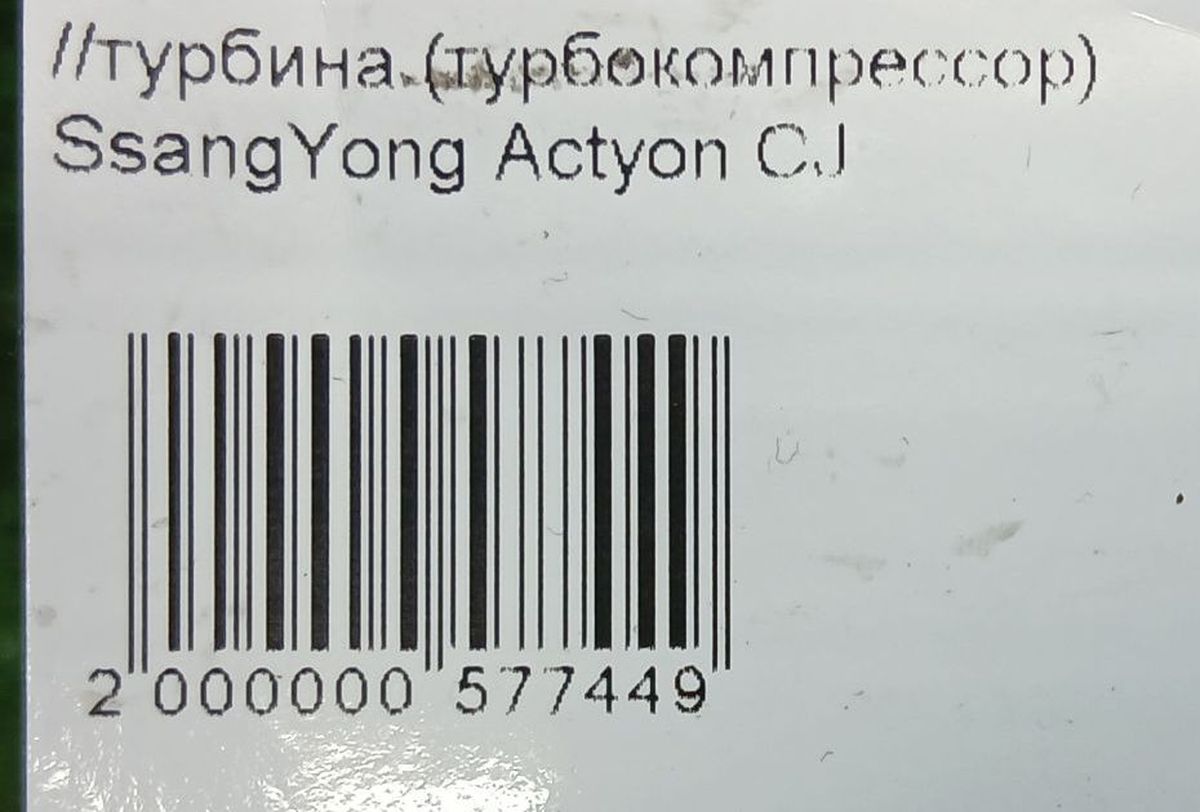 //турбина (турбокомпрессор)
SsangYong Actyon CJ
2 000000 577449